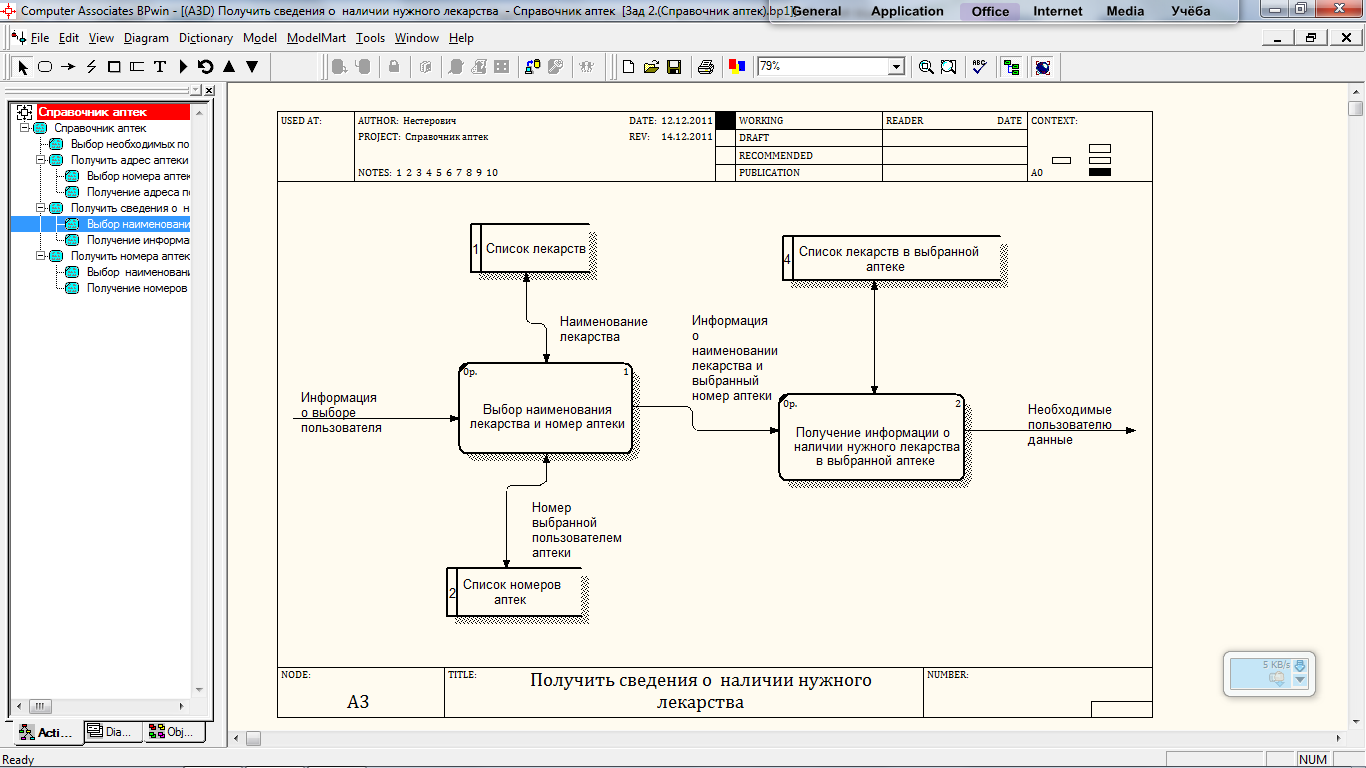 Computer Associates BPwin - [(A3D) Получить сведения о наличии нужного лекарства - Справочник аптек [Зад 2.(Справочник аптек).bp1]]
General Application Office Internet Media Учёба
File Edit View Diagram Dictionary Model ModelMart Tools Window Help
79%
Справочник аптек
Справочник аптек
Выбор необходимых по
Получить адрес аптеки
Выбор номера аптек
Получение адреса по
Получить сведения о н
Выбор наименовани
Получение информа
Получить номера аптек
Выбор наименовани
Получение номеров
Acti... Dia... Obj...
USED AT:
AUTHOR: Нестерович
DATE: 12.12.2011
PROJECT: Справочник аптек
REV: 14.12.2011
NOTES: 1 2 3 4 5 6 7 8 9 10
WORKING
DRAFT
RECOMMENDED
PUBLICATION
READER DATE
CONTEXT:
A0
1 Список лекарств
4 Список лекарств в выбранной
аптеке
Наименование
лекарства
Информация
о
наименовании
лекарства и
выбранный
номер аптеки
Информация
о выборе
пользователя
0р. 1
Выбор наименования
лекарства и номер аптеки
0р. 2
Получение информации о
наличии нужного лекарства
в выбранной аптеке
Необходимые
пользователю
данные
Номер
выбранной
пользователем
аптеки
2 Список номеров
аптек
NODE:
A3
TITLE:
Получить сведения о наличии нужного
лекарства
NUMBER:
5 KB/s
Ready
NUM